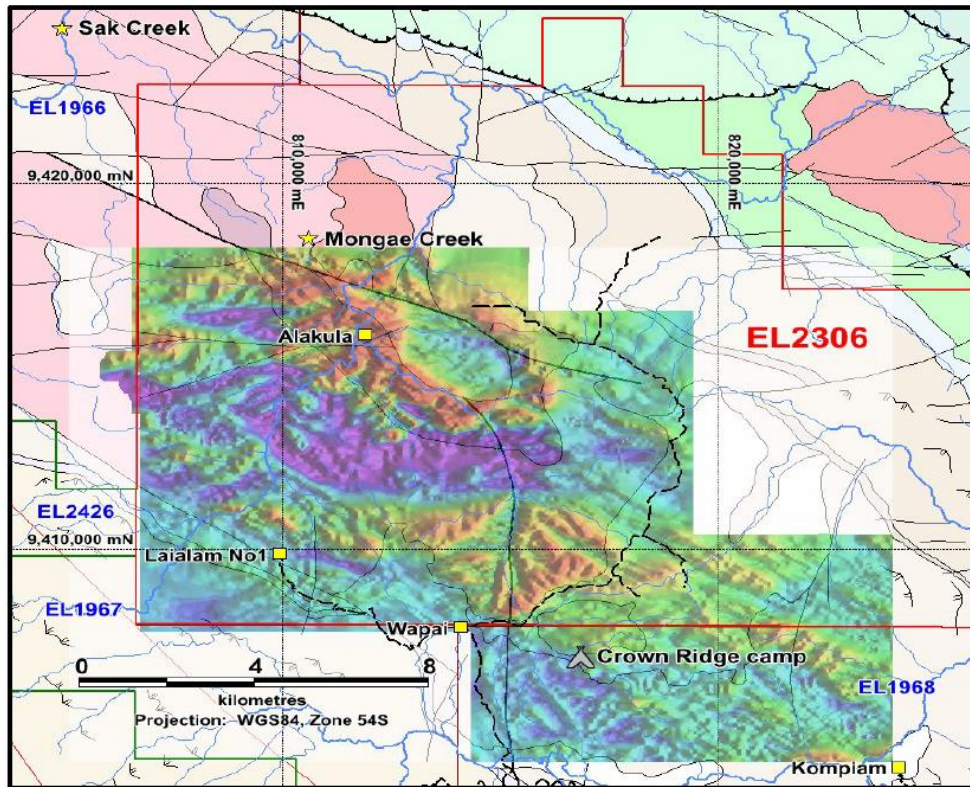 Sak Creek
EL1966
810,000 mE
820,000 mE
9,420,000 mN
Mongae Creek
Alakula
EL2306
EL2426
9,410,000 mN
Laialam No1
EL1967
Wapai
Crown Ridge camp
0 4 8
kilometres
Projection: WGS84, Zone 54S
EL1968
Kompiam